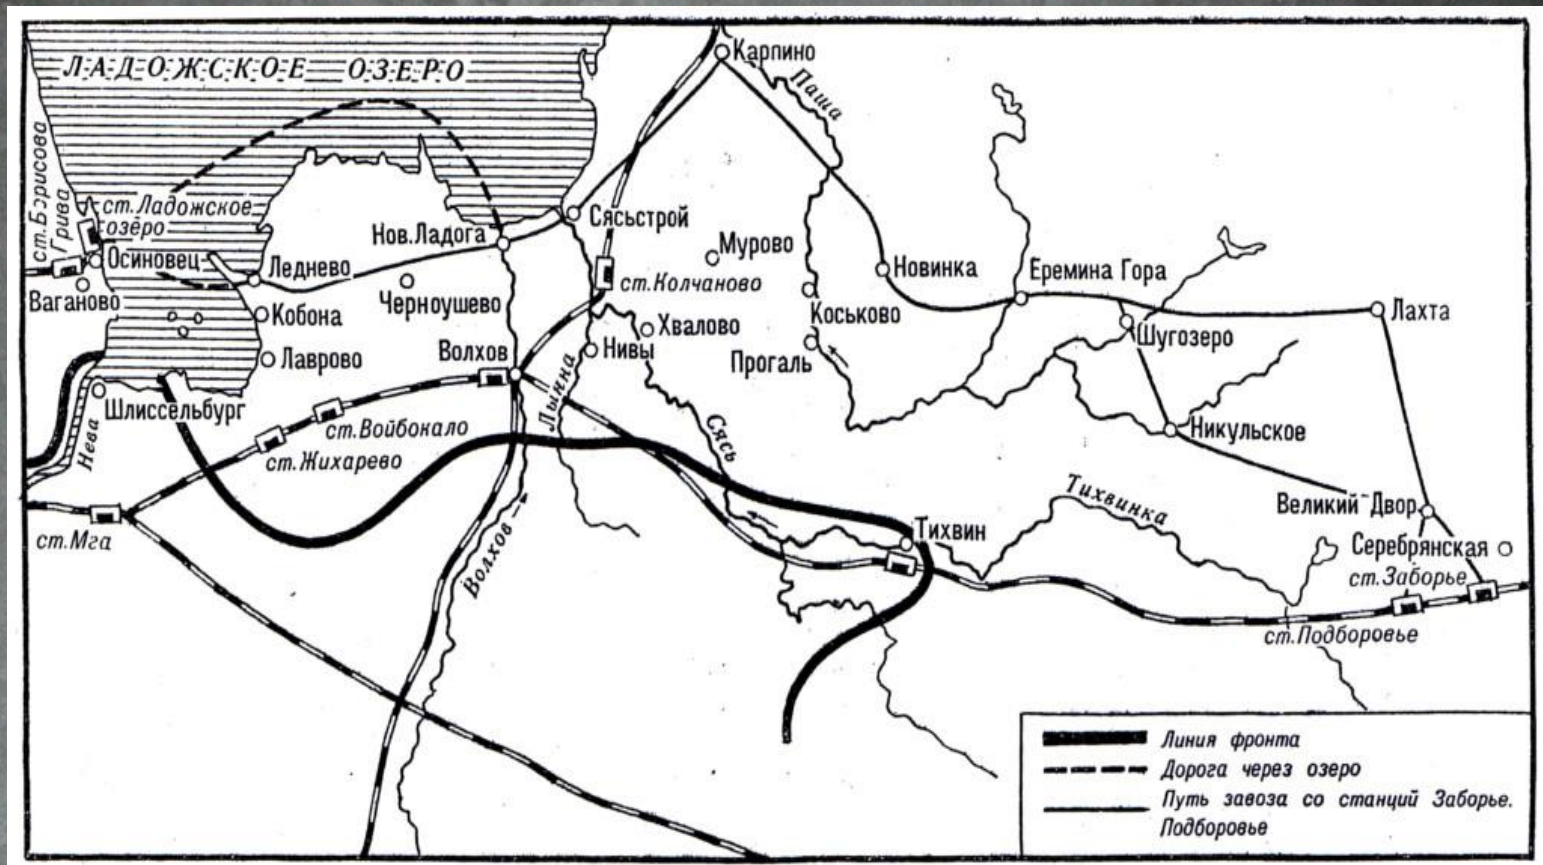 ЛАДОЖСКОЕ ОЗЕРО
Карпино
Паша
ст.Борисова
Грива
ст.Ладожское
озеро
Осиновец
Ваганово
Леднево
Кобона
Лаврово
Черноушево
Нов.Ладога
Сясьстрой
ст.Колчаново
Мурово
Новинка
Еремина Гора
Лахта
Коськово
Шугозеро
Хвалово
Нивы
Прогаль
Волхов
Шлиссельбург
Нева
ст.Войбокало
ст.Жихарево
Лынна
Сясь
Никульское
Тихвинка
Великий Двор
Серебрянская
ст.Заборье
ст.Подборовье
Тихвин
ст.Мга
Волхов
Линия фронта
Дорога через озеро
Путь завоза со станций Заборье.
Подборовье